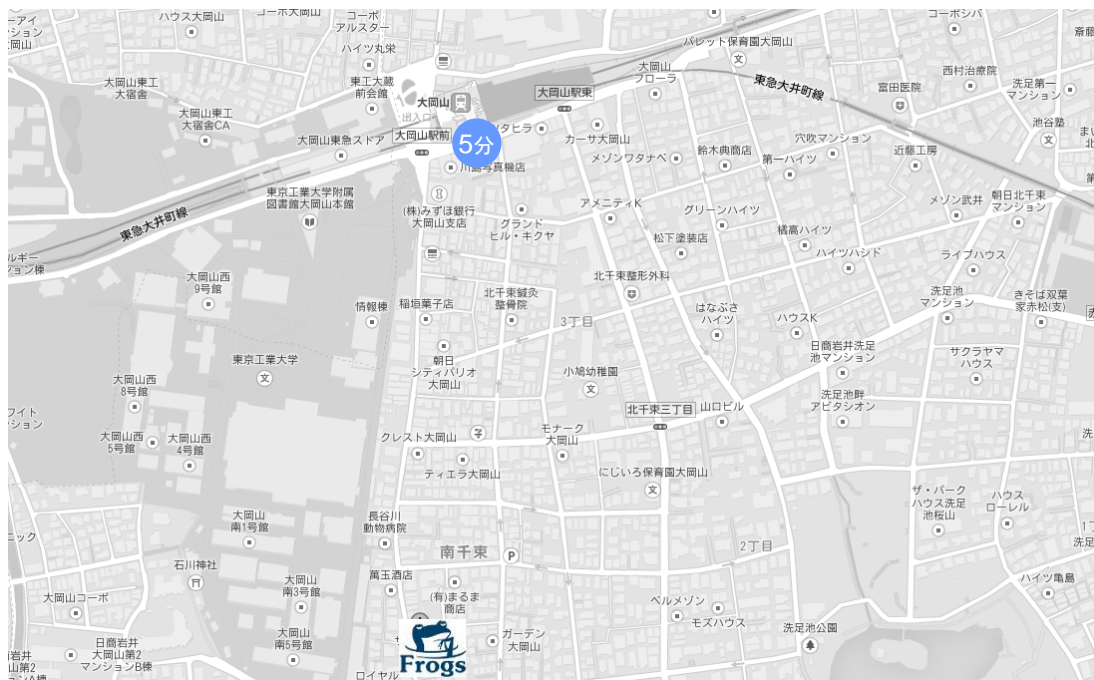 ハウス大岡山
コーポ大岡山
コーポ
アルスター
ハイツ丸栄
東工大蔵
前会館
大岡山東工
大宿舎
大岡山東工
大宿舎CA
大岡山東急ストア
大岡山
出入口
大岡山駅前
大岡山駅東
5分
川島写真機店
パレット保育園大岡山
大岡山
フローラ
コーポシバ
西村治療院
洗足第一
マンション
富田医院
池谷塾
東急大井町線
カーサ大岡山
メゾンワタナベ
鈴木典商店
第一ハイツ
穴吹マンション
近藤工房
東京工業大学附属
図書館大岡山本館
東急大井町線
(株)みずほ銀行
大岡山支店
グランド
ヒル・キクヤ
アメニティK
グリーンハイツ
松下塗装店
橘高ハイツ
ハイツハシド
メゾン武井
朝日北千束
マンション
ライブハウス
大岡山西
9号館
情報棟
稲垣菓子店
北千束鍼灸
整骨院
北千束整形外科
はなぶさ
ハイツ
ハウスK
洗足池
マンション
きそば双葉
家赤松(支)
3丁目
東京工業大学
朝日
シティパリオ
大岡山
小鳩幼稚園
日商岩井洗足
池マンション
サクラヤマ
ハウス
大岡山西
8号館
洗足池畔
アビタシオン
北千束三丁目
山口ビル
大岡山西
5号館
大岡山西
4号館
クレスト大岡山
モナーク
大岡山
ティエラ大岡山
にじいろ保育園大岡山
ザ・パーク
ハウス洗足
池桜山
ハウス
ローレル
大岡山
南1号館
長谷川
動物病院
南千束
P
2丁目
石川神社
萬玉酒店
大岡山
南3号館
(有)まるま
商店
ハイツ亀島
大岡山コーポ
ベルメゾン
モズハウス
洗足池公園
日商岩井
大岡山第2
マンションB棟
大岡山
南5号館
ガーデン
大岡山
Frogs
ロイヤル